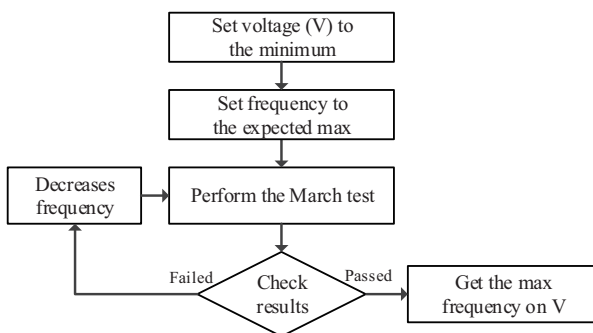 Set voltage (V) to
the minimum
Set frequency to
the expected max
Decreases
frequency
Perform the March test
Failed
Check
results
Passed
Get the max
frequency on V